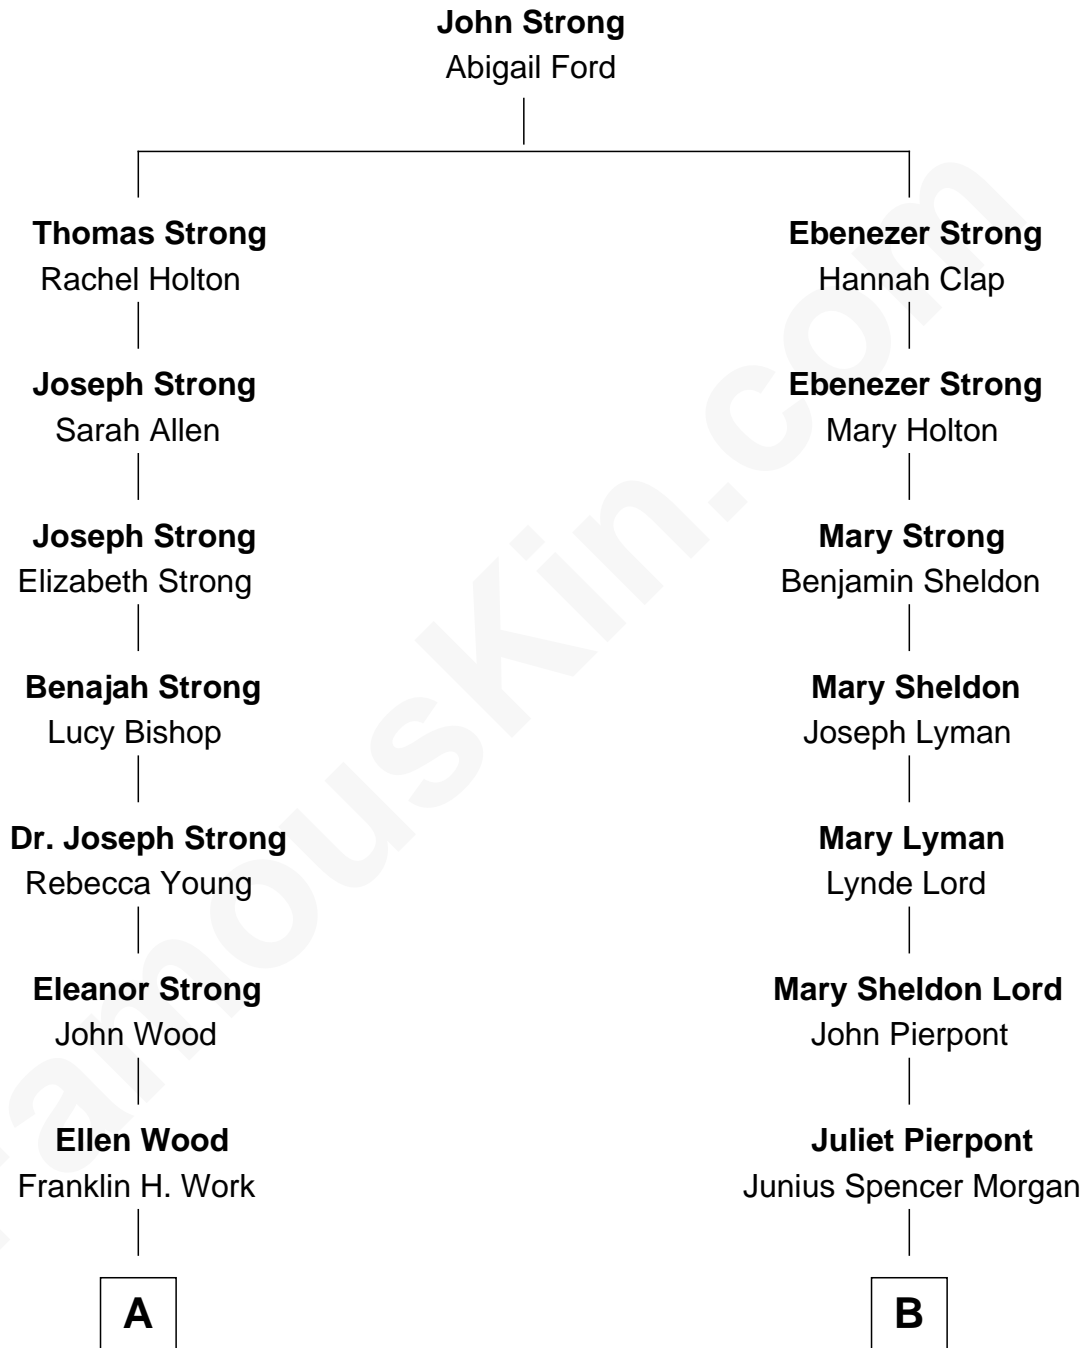 John Strong
Abigail Ford
Thomas Strong
Rachel Holton
Ebenezer Strong
Hannah Clap
Joseph Strong
Sarah Allen
Ebenezer Strong
Mary Holton
Joseph Strong
Elizabeth Strong
Mary Strong
Benjamin Sheldon
Benajah Strong
Lucy Bishop
Mary Sheldon
Joseph Lyman
Dr. Joseph Strong
Rebecca Young
Mary Lyman
Lynde Lord
Eleanor Strong
John Wood
Mary Sheldon Lord
John Pierpont
Ellen Wood
Franklin H. Work
Juliet Pierpont
Junius Spencer Morgan
A
B
FamousKin.com